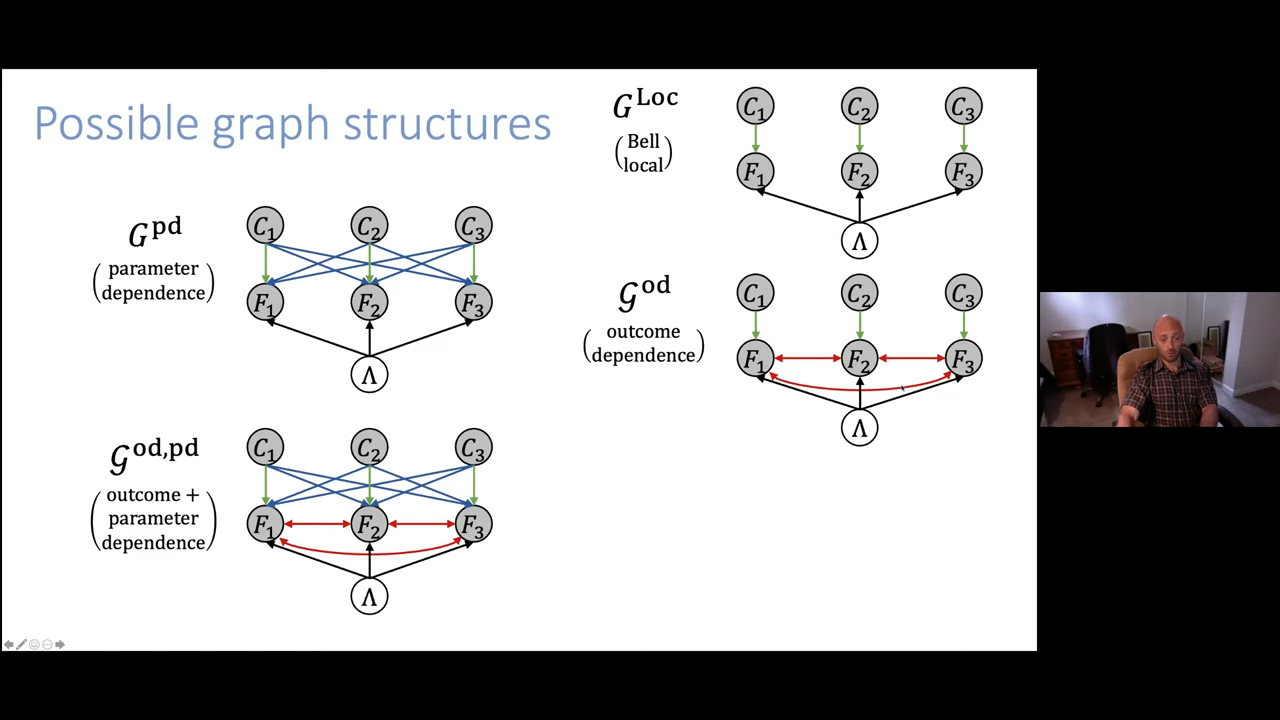 Possible graph structures
G^Loc
(Bell
local)
C₁ C₂ C₃
F₁ F₂ F₃
Λ
G^pd
(parameter
dependence)
C₁ C₂ C₃
F₁ F₂ F₃
Λ
𝒢^od
(outcome
dependence)
C₁ C₂ C₃
F₁ F₂ F₃
Λ
𝒢^od,pd
(outcome +
parameter
dependence)
C₁ C₂ C₃
F₁ F₂ F₃
Λ